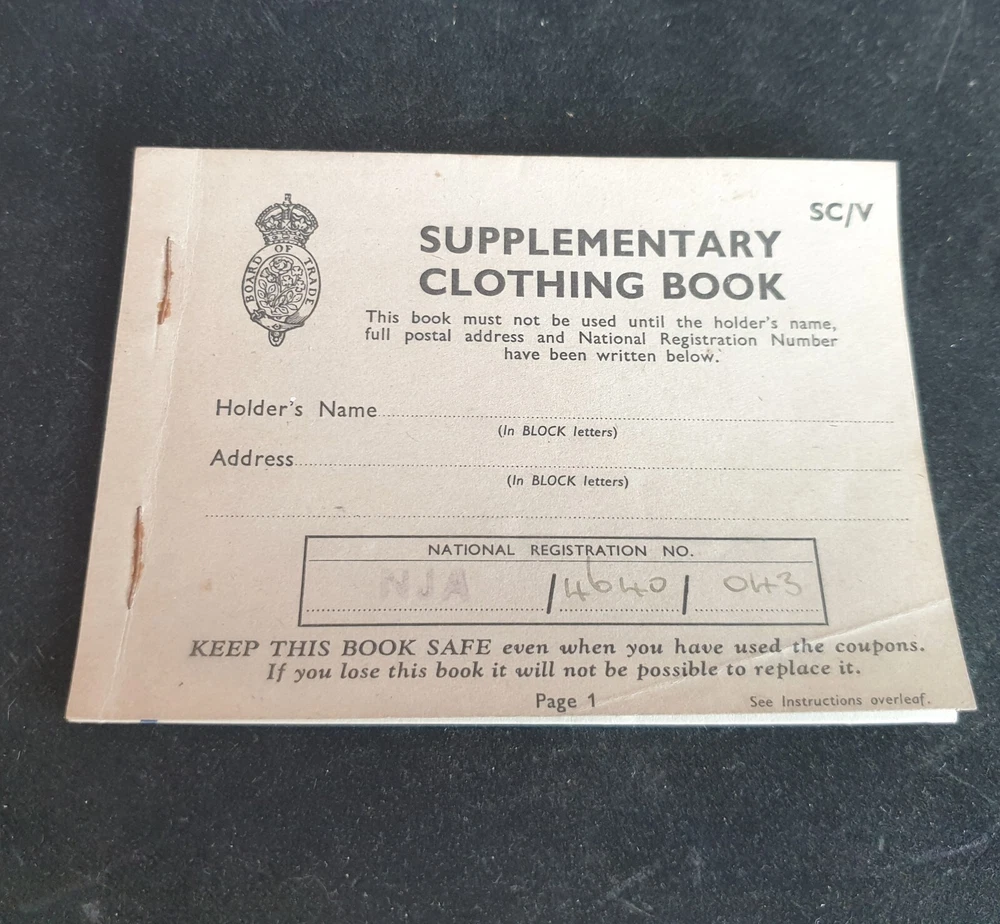 SC/V
BOARD OF TRADE
SUPPLEMENTARY
CLOTHING BOOK
This book must not be used until the holder's name,
full postal address and National Registration Number
have been written below.
Holder's Name
(In BLOCK letters)
Address
(In BLOCK letters)
NATIONAL REGISTRATION NO.
NJA / 4640 / 043
KEEP THIS BOOK SAFE even when you have used the coupons.
If you lose this book it will not be possible to replace it.
Page 1
See Instructions overleaf.